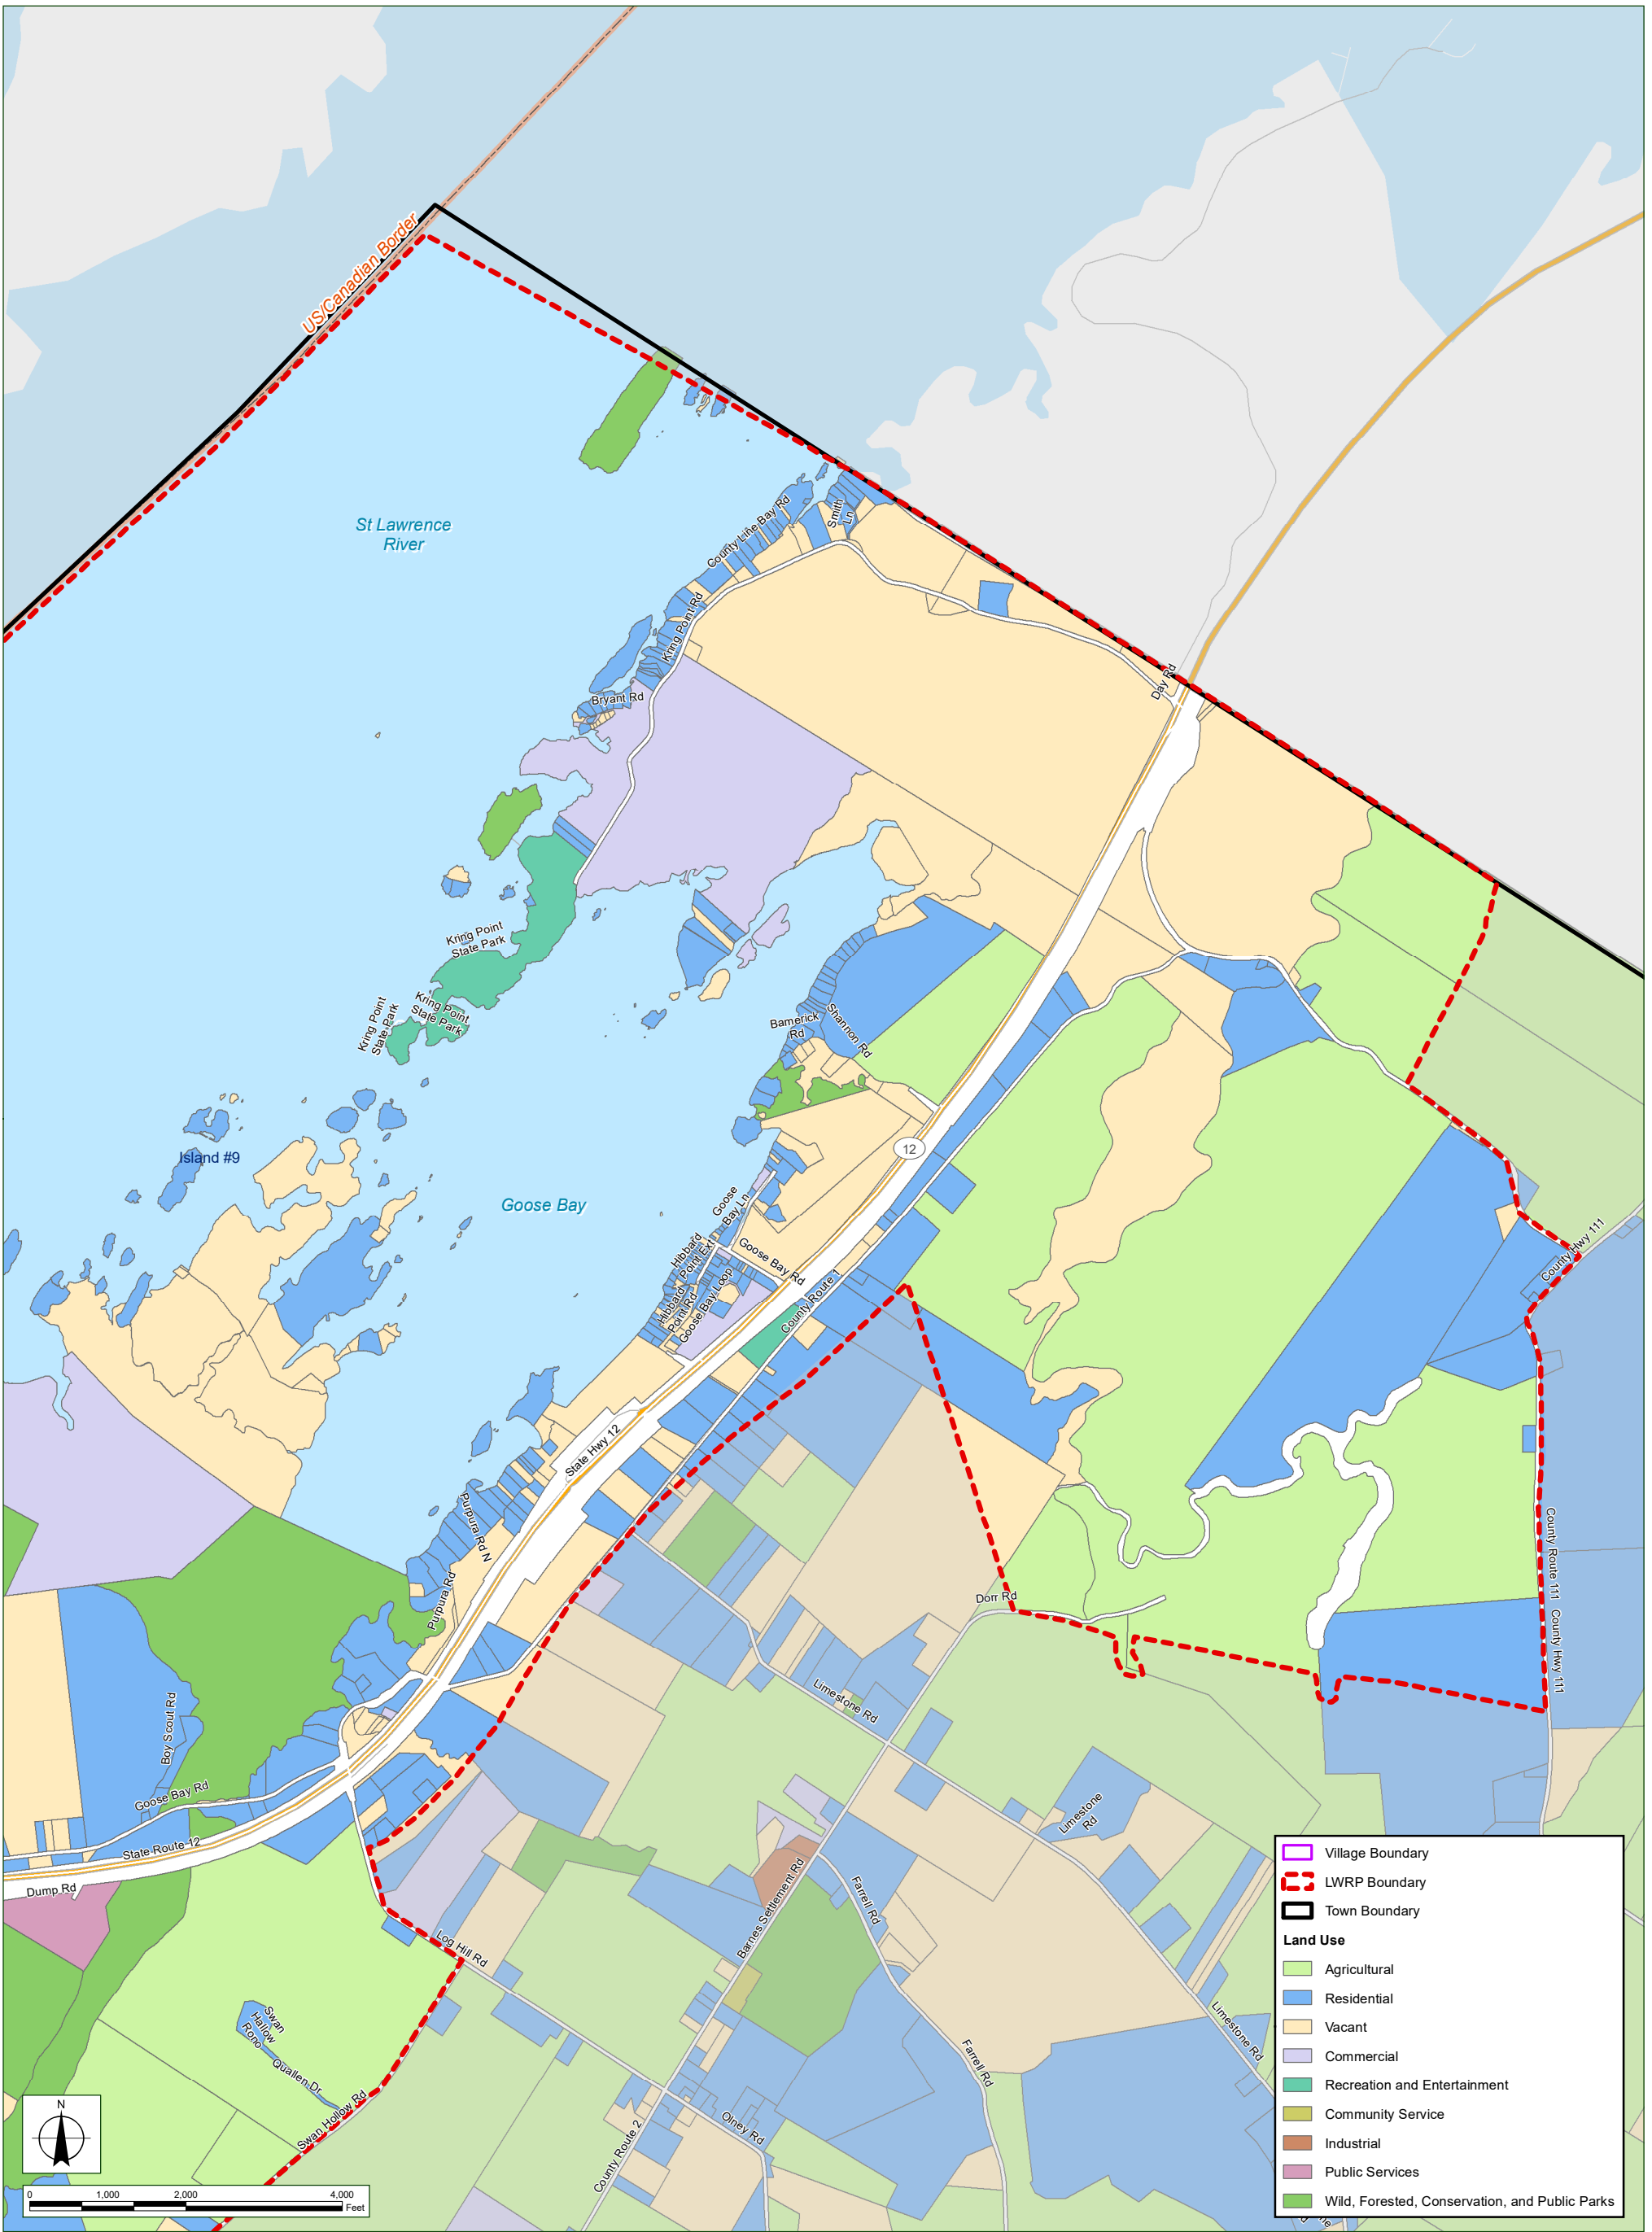 US/Canadian Border
St Lawrence
River
County Line Bay Rd
Smith
Ln
Kring Point Rd
Bryant Rd
Day Rd
Kring Point
State Park
Kring Point
State Park
Kring Point
State Park
Bamerick
Rd
Shannon Rd
12
Island #9
Goose Bay
Goose
Bay Ln
Hibbard
Point Ext
Goose Bay Rd
Hibbard
Point Rd
Goose Bay Loop
County Route 1
County Hwy 111
State Hwy 12
Purpura Rd N
Purpura Rd
County Route 111
County Hwy 111
Dorr Rd
Limestone Rd
Boy Scout Rd
Goose Bay Rd
State Route 12
Dump Rd
Limestone
Rd
Barnes Settlement Rd
Farrell Rd
Log Hill Rd
Swan
Hallow
Rono
Quallen Dr
Swan Hollow Rd
Limestone Rd
Farrell Rd
Olney Rd
County Route 2
N
0 1,000 2,000 4,000
Feet
Village Boundary
LWRP Boundary
Town Boundary
Land Use
Agricultural
Residential
Vacant
Commercial
Recreation and Entertainment
Community Service
Industrial
Public Services
Wild, Forested, Conservation, and Public Parks